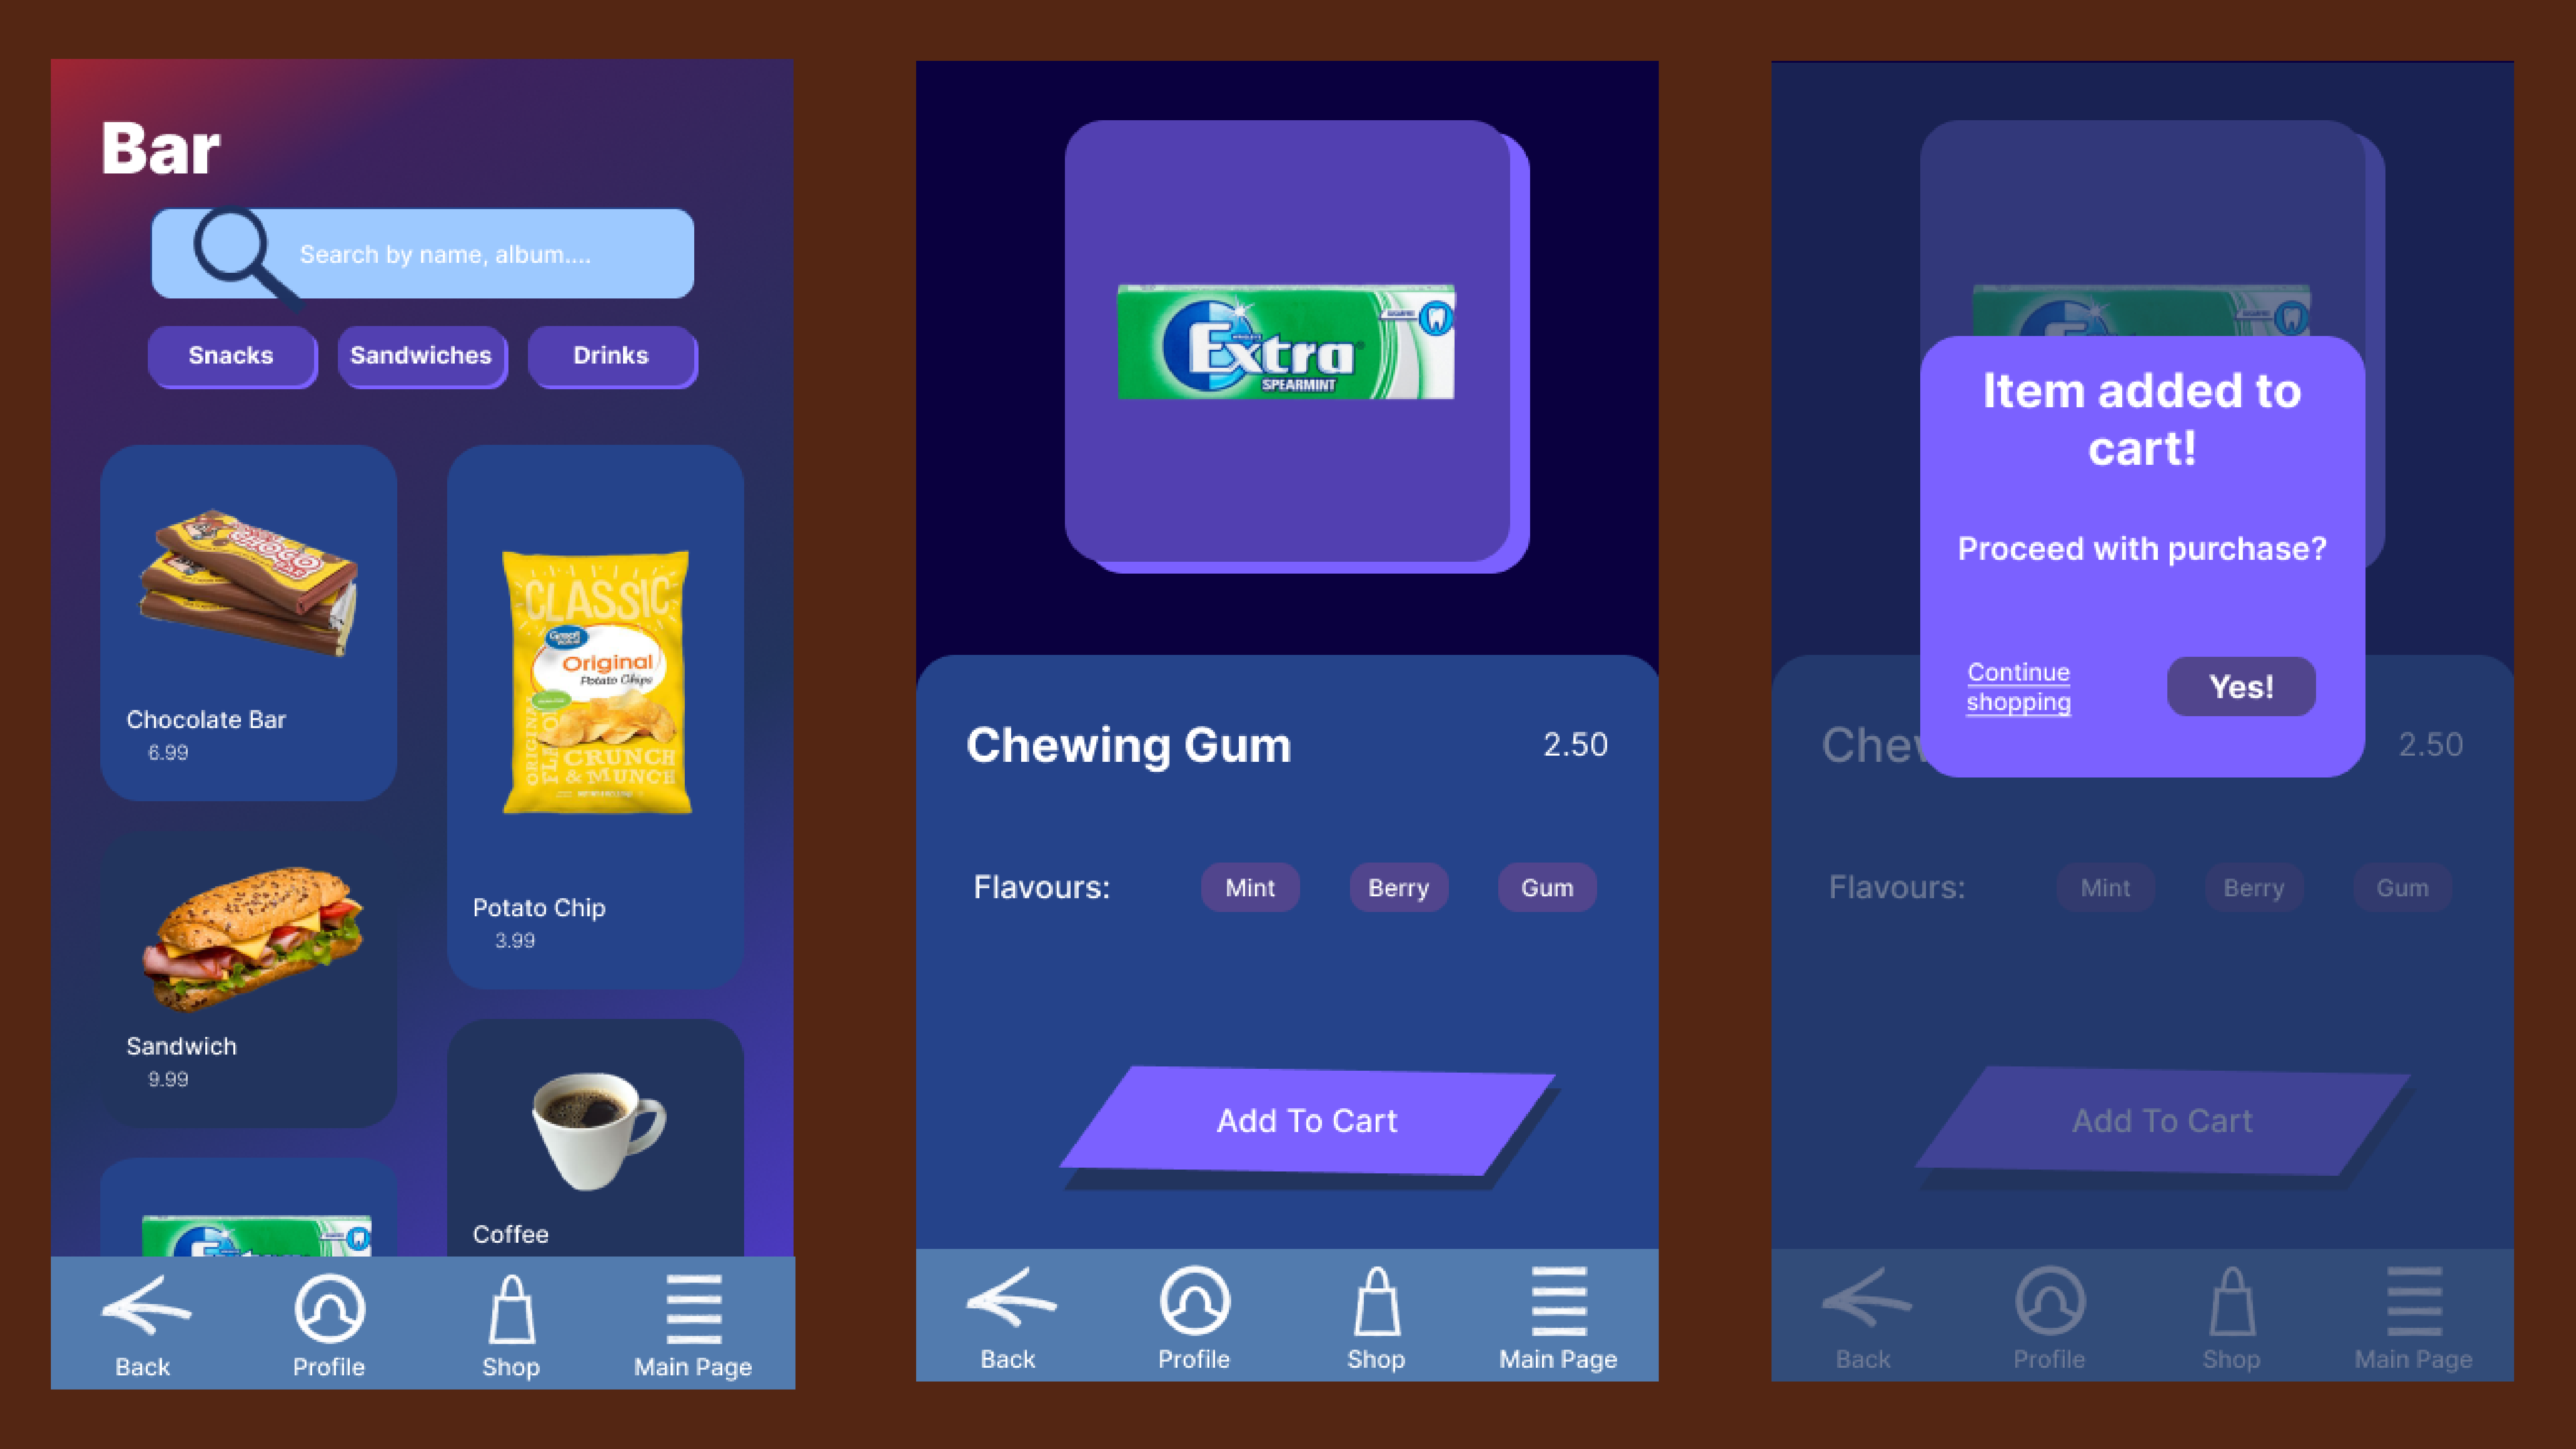 Bar
Search by name, album....
Snacks
Sandwiches
Drinks
CHOCO
BAR
Chocolate Bar
6.99
CLASSIC
Great
Original
Potato Chips
ORIGINAL
CRUNCH
& MUNCH
Potato Chip
3.99
Sandwich
9.99
Coffee
Back
Profile
Shop
Main Page
Extra
SPEARMINT
Chewing Gum
2.50
Flavours:
Mint
Berry
Gum
Add To Cart
Back
Profile
Shop
Main Page
Item added to
cart!
Proceed with purchase?
Continue
shopping
Yes!
Chew
2.50
Flavours:
Mint
Berry
Gum
Add To Cart
Back
Profile
Shop
Main Page